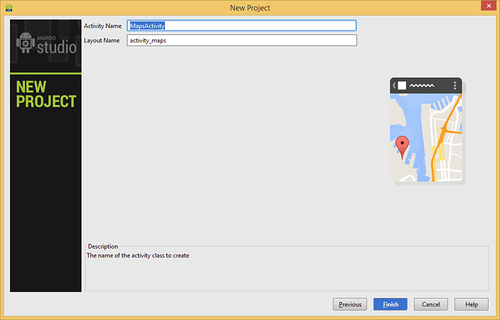 New Project
ANDROID
studio
NEW
PROJECT
Activity Name MapsActivity
Layout Name activity_maps
Description
The name of the activity class to create
Previous Finish Cancel Help